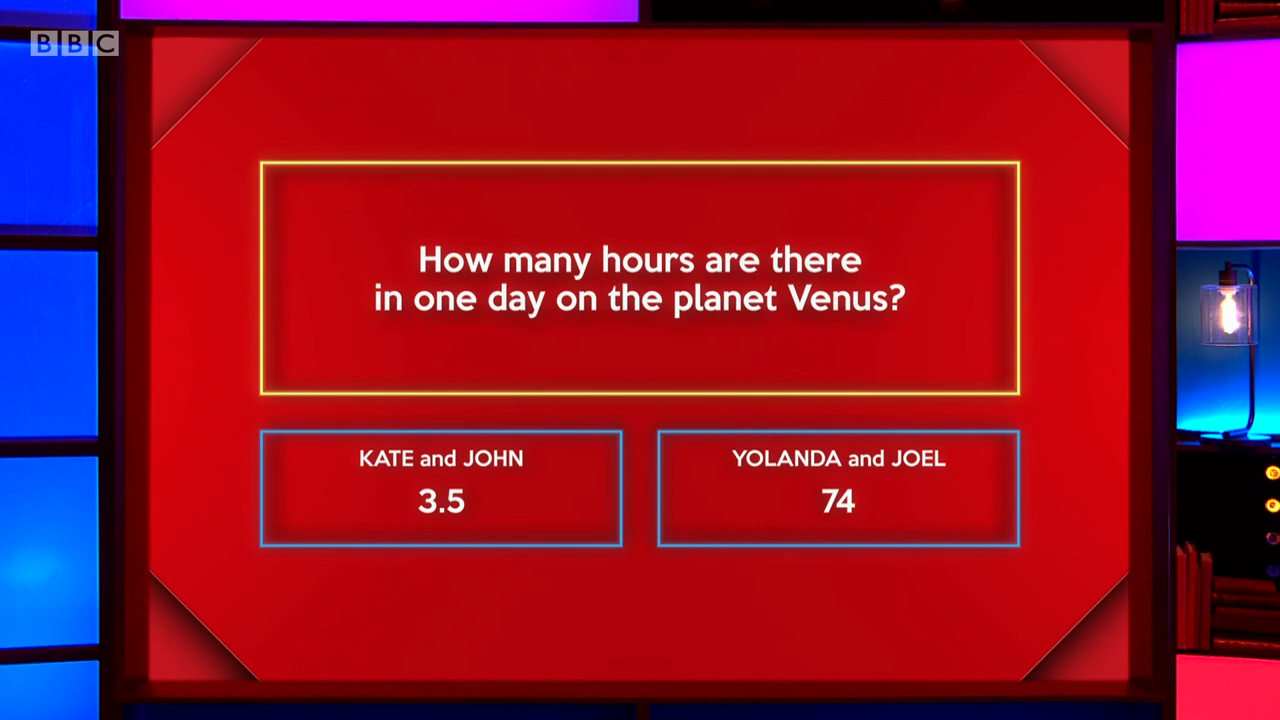 BBC
How many hours are there
in one day on the planet Venus?
KATE and JOHN
YOLANDA and JOEL
3.5
74